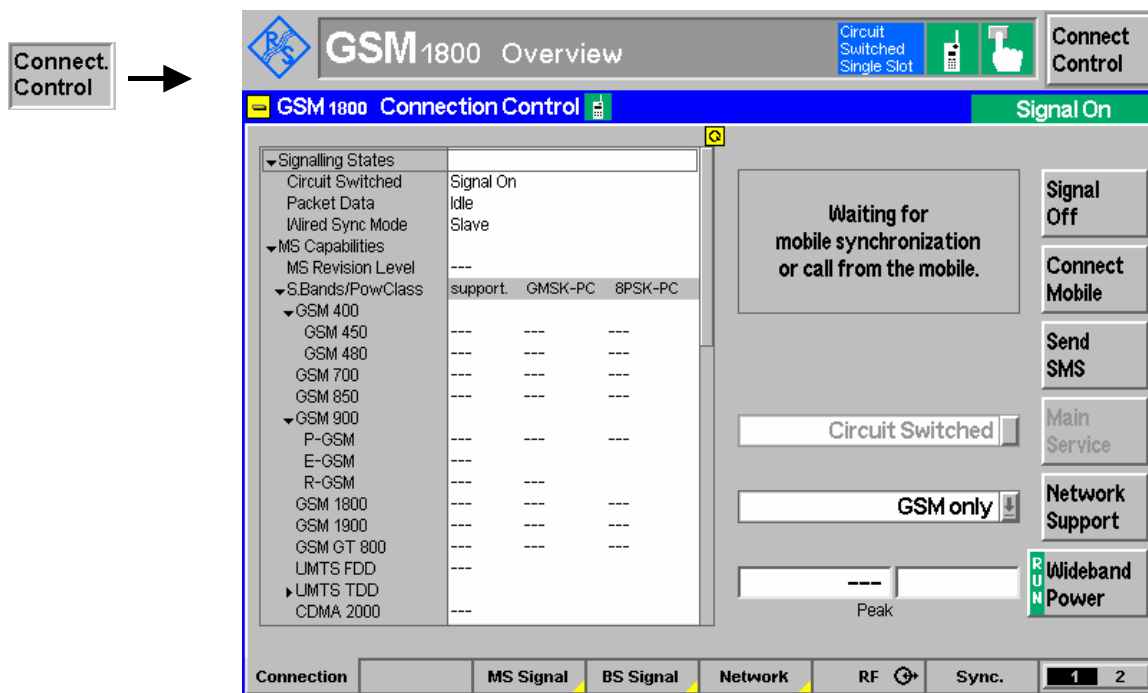 Connect.
Control
R&S
GSM 1800 Overview
Circuit
Switched
Single Slot
Connect
Control
GSM 1800 Connection Control
Signal On
Signalling States
Circuit Switched Signal On
Packet Data Idle
Wired Sync Mode Slave
MS Capabilities
MS Revision Level ---
S.Bands/PowClass support. GMSK-PC 8PSK-PC
GSM 400
GSM 450 --- --- ---
GSM 480 --- --- ---
GSM 700 --- --- ---
GSM 850 --- --- ---
GSM 900
P-GSM --- --- ---
E-GSM ---
R-GSM --- ---
GSM 1800 --- --- ---
GSM 1900 --- --- ---
GSM GT 800 --- --- ---
UMTS FDD ---
UMTS TDD
CDMA 2000 ---
Waiting for
mobile synchronization
or call from the mobile.
Circuit Switched
GSM only
---
Peak
Signal
Off
Connect
Mobile
Send
SMS
Main
Service
Network
Support
RUN
Wideband
Power
Connection MS Signal BS Signal Network RF Sync. 1 2